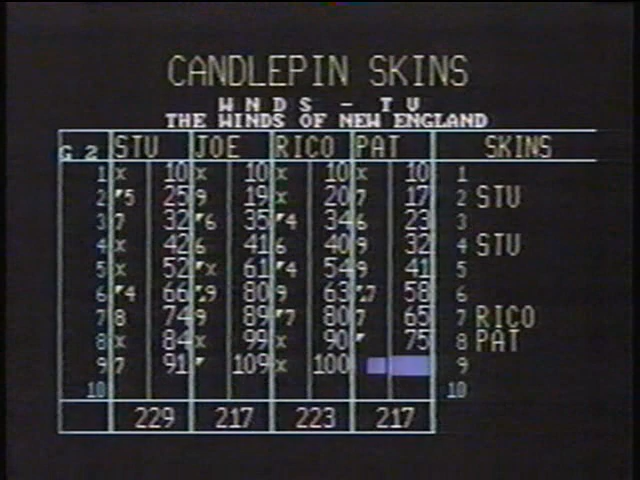 CANDLEPIN SKINS
WNDS - TV
THE WINDS OF NEW ENGLAND
G 2 STU JOE RICO PAT SKINS
1 x 10 x 10 x 10 x 10 1
2 5 25 9 19 x 20 7 17 2 STU
3 7 32 6 35 4 34 6 23 3
4 x 42 6 41 6 40 9 32 4 STU
5 x 52 x 61 4 54 9 41 5
6 4 66 9 80 9 63 7 58 6
7 8 74 9 89 7 80 7 65 7 RICO
8 x 84 x 99 x 90 75 8 PAT
9 7 91 109 x 100 9
10 10
229 217 223 217